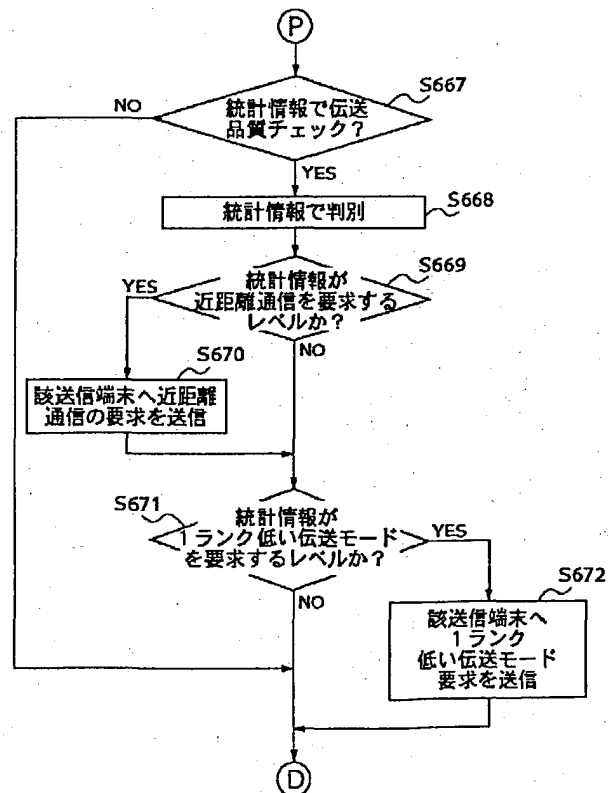 P
S667
NO
統計情報で伝送
品質チェック？
YES
S668
統計情報で判別
S669
統計情報が
近距離通信を要求する
レベルか？
YES
NO
S670
該送信端末へ近距離
通信の要求を送信
S671
統計情報が
1ランク低い伝送モード
を要求するレベルか？
YES
NO
S672
該送信端末へ
1ランク
低い伝送モード
要求を送信
D